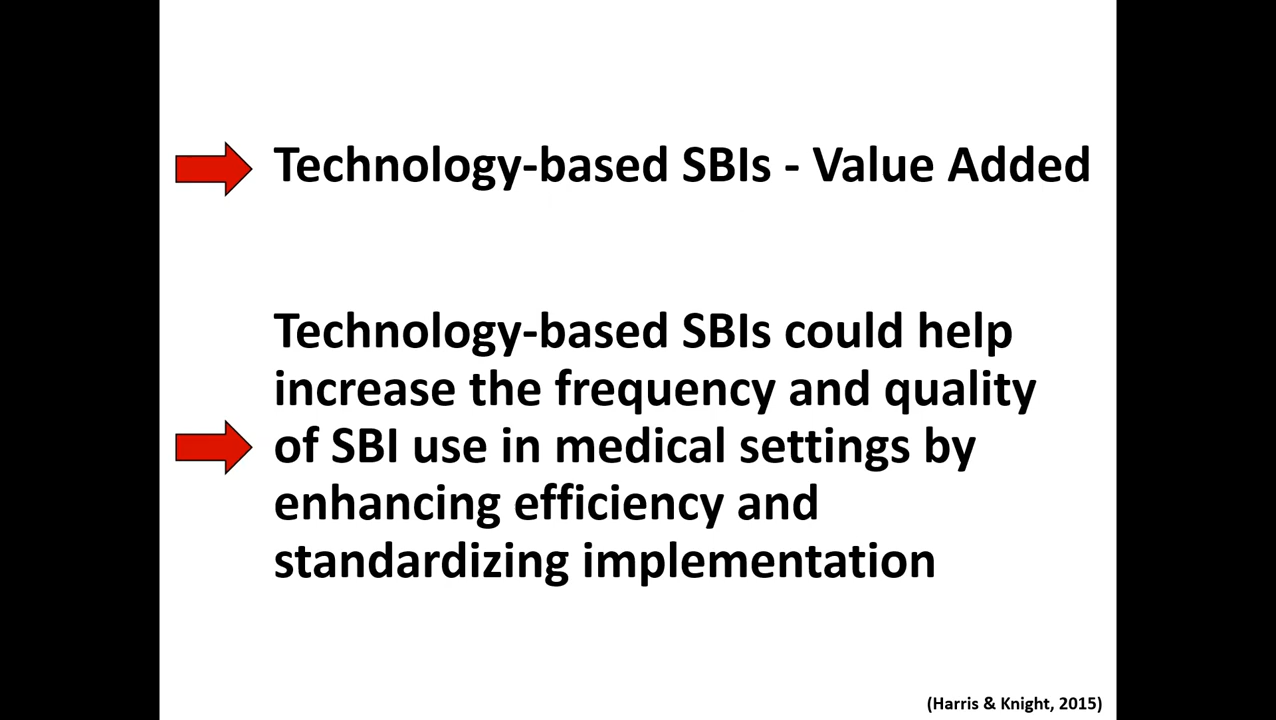 Technology-based SBIs - Value Added
Technology-based SBIs could help
increase the frequency and quality
of SBI use in medical settings by
enhancing efficiency and
standardizing implementation
(Harris & Knight, 2015)